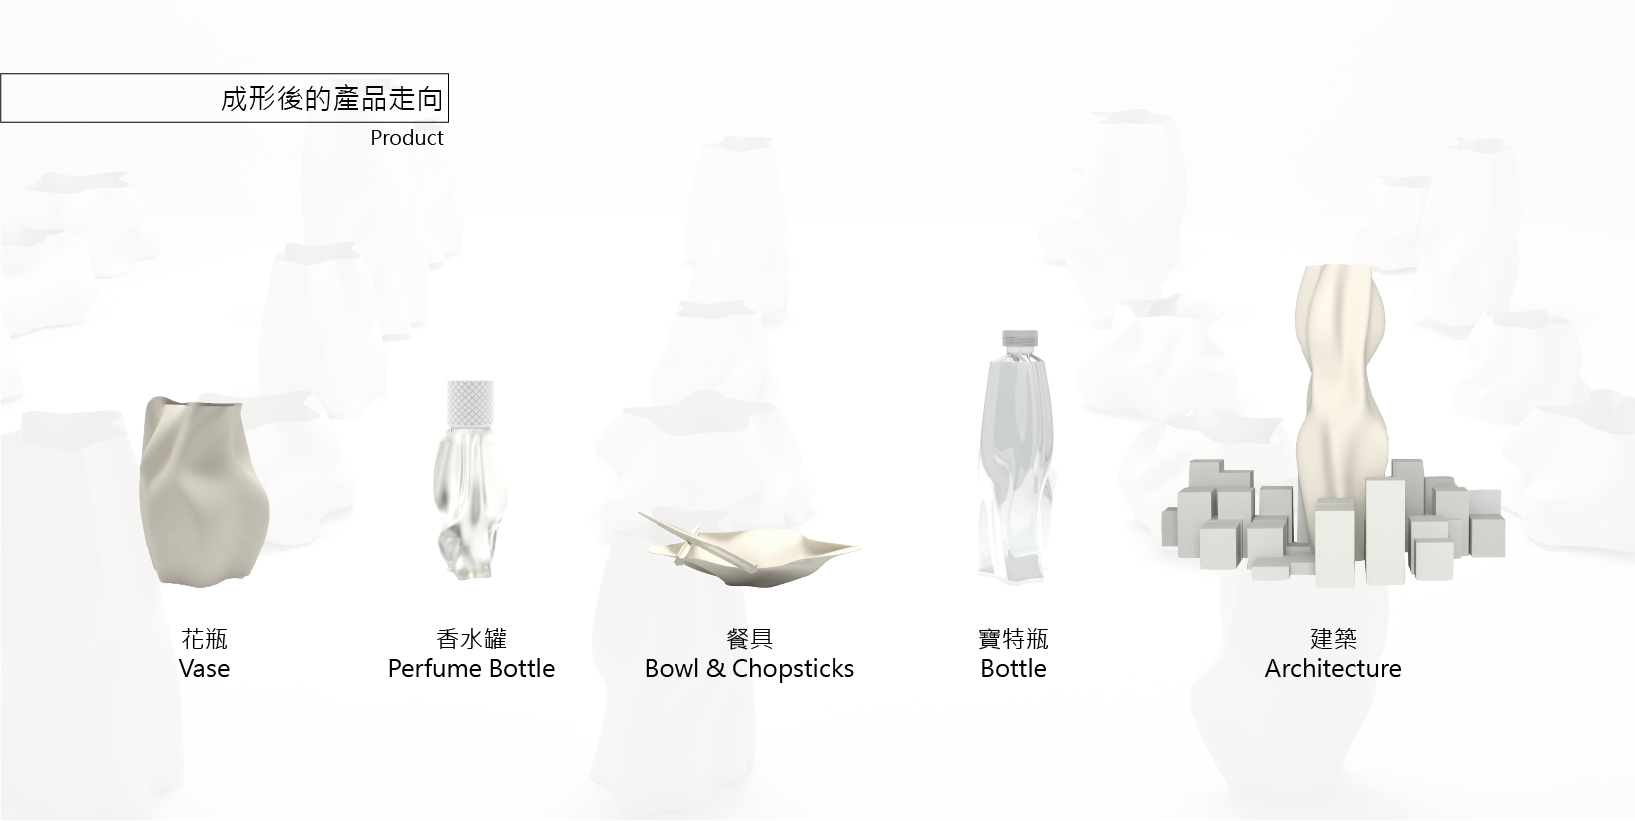 成形後的產品走向
Product
花瓶
Vase
香水罐
Perfume Bottle
餐具
Bowl & Chopsticks
寶特瓶
Bottle
建築
Architecture